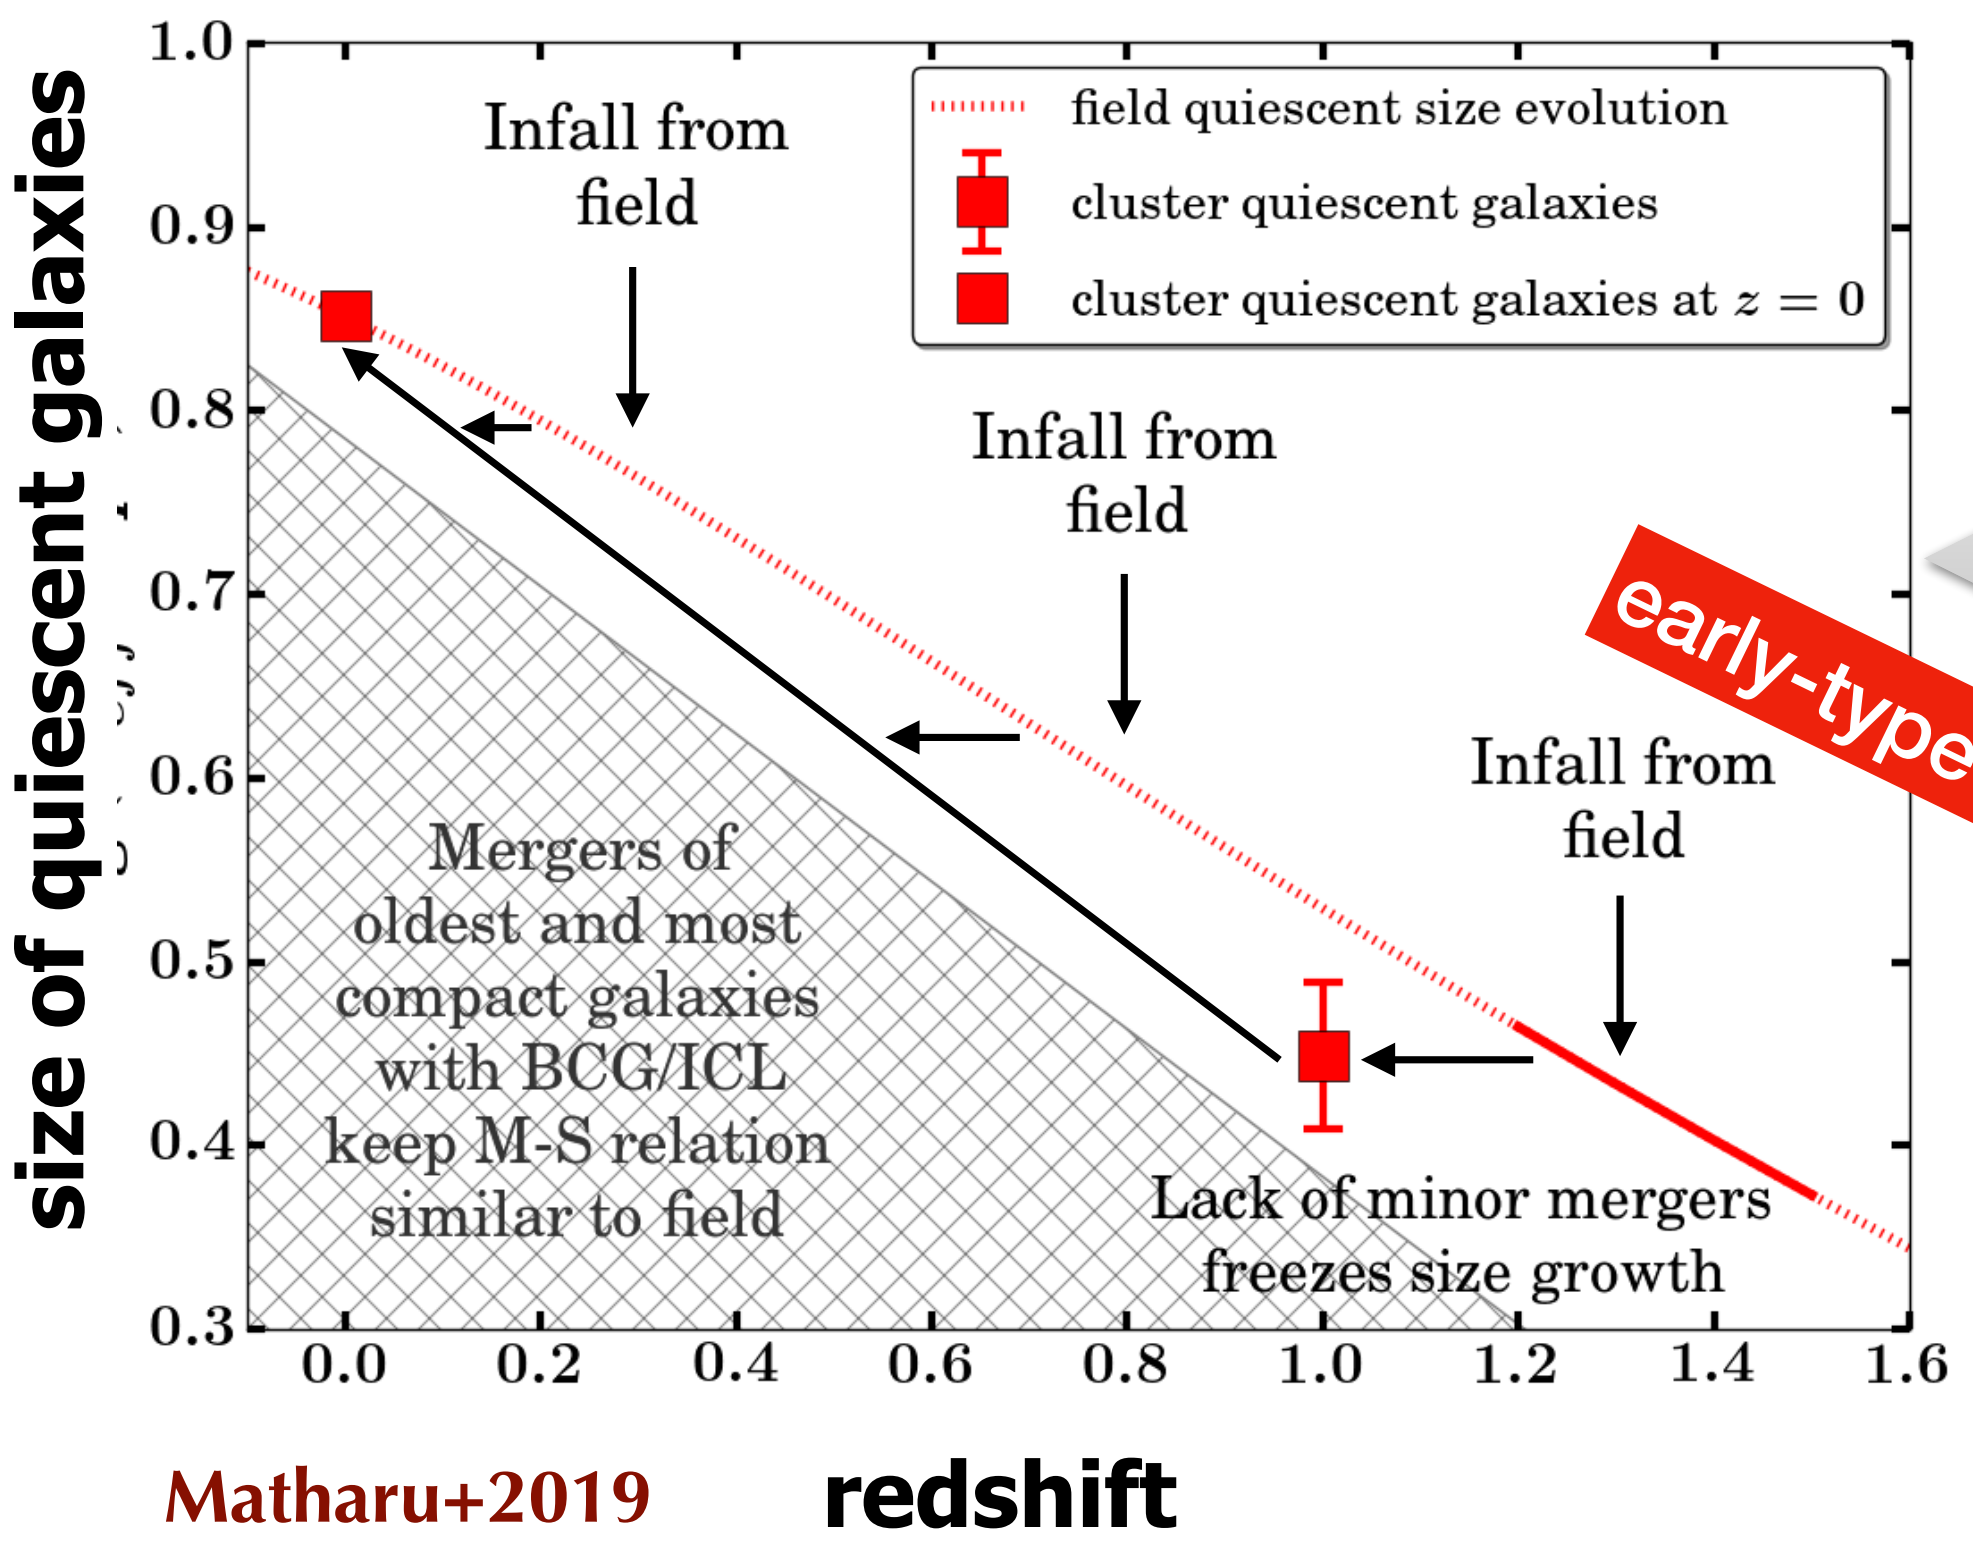 size of quiescent galaxies
1.0
0.9
0.8
0.7
0.6
0.5
0.4
0.3
Infall from
field
field quiescent size evolution
cluster quiescent galaxies
cluster quiescent galaxies at z = 0
Infall from
field
early-type
Infall from
field
Mergers of
oldest and most
compact galaxies
with BCG/ICL
keep M-S relation
similar to field
Lack of minor mergers
freezes size growth
0.0 0.2 0.4 0.6 0.8 1.0 1.2 1.4 1.6
Matharu+2019
redshift